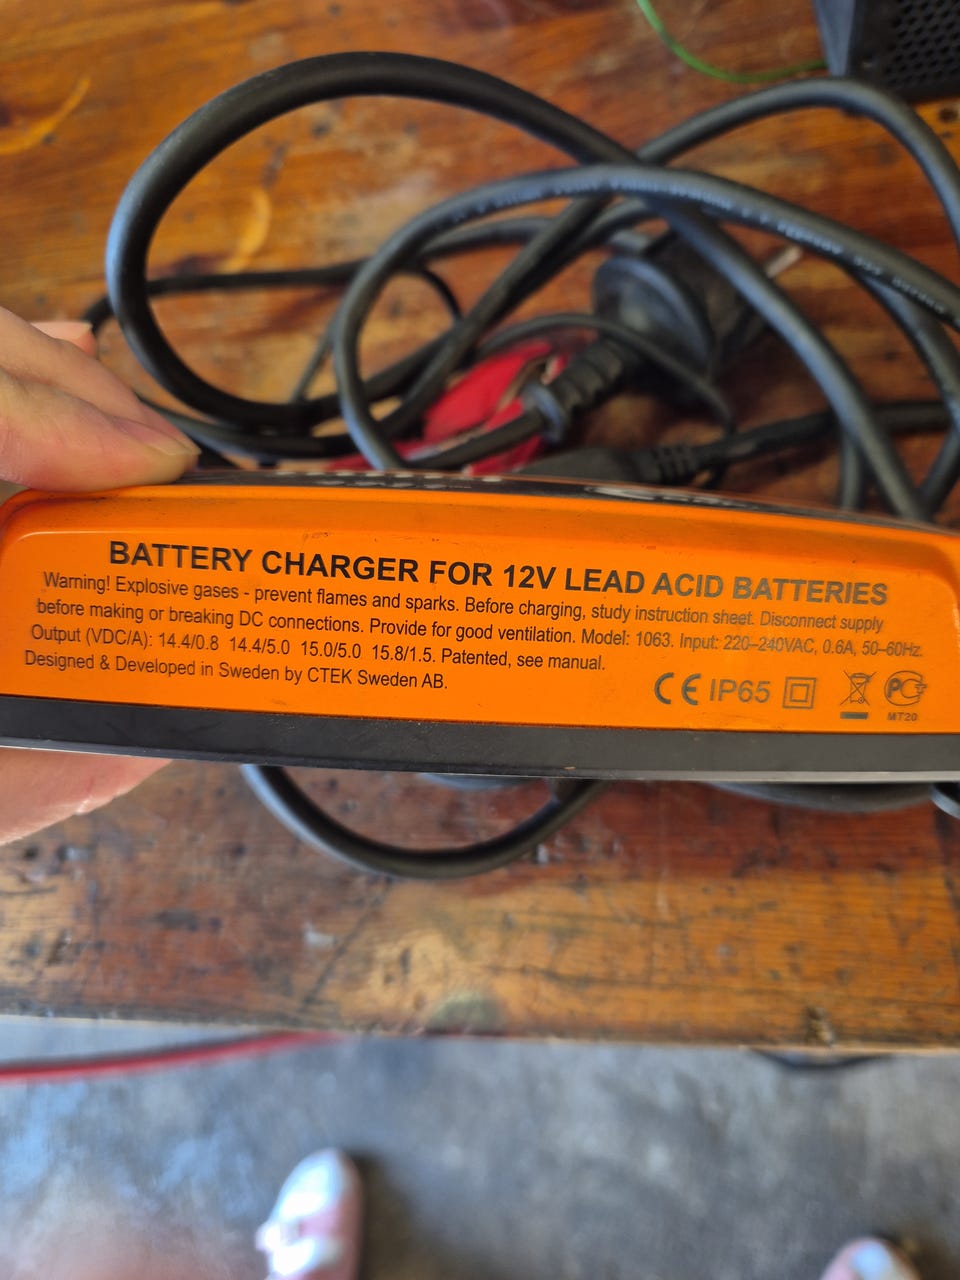 BATTERY CHARGER FOR 12V LEAD ACID BATTERIES
Warning! Explosive gases - prevent flames and sparks. Before charging, study instruction sheet. Disconnect supply
before making or breaking DC connections. Provide for good ventilation. Model: 1063. Input: 220–240VAC, 0.6A, 50–60Hz.
Output (VDC/A): 14.4/0.8 14.4/5.0 15.0/5.0 15.8/1.5. Patented, see manual.
Designed & Developed in Sweden by CTEK Sweden AB.
CE IP65
MT20